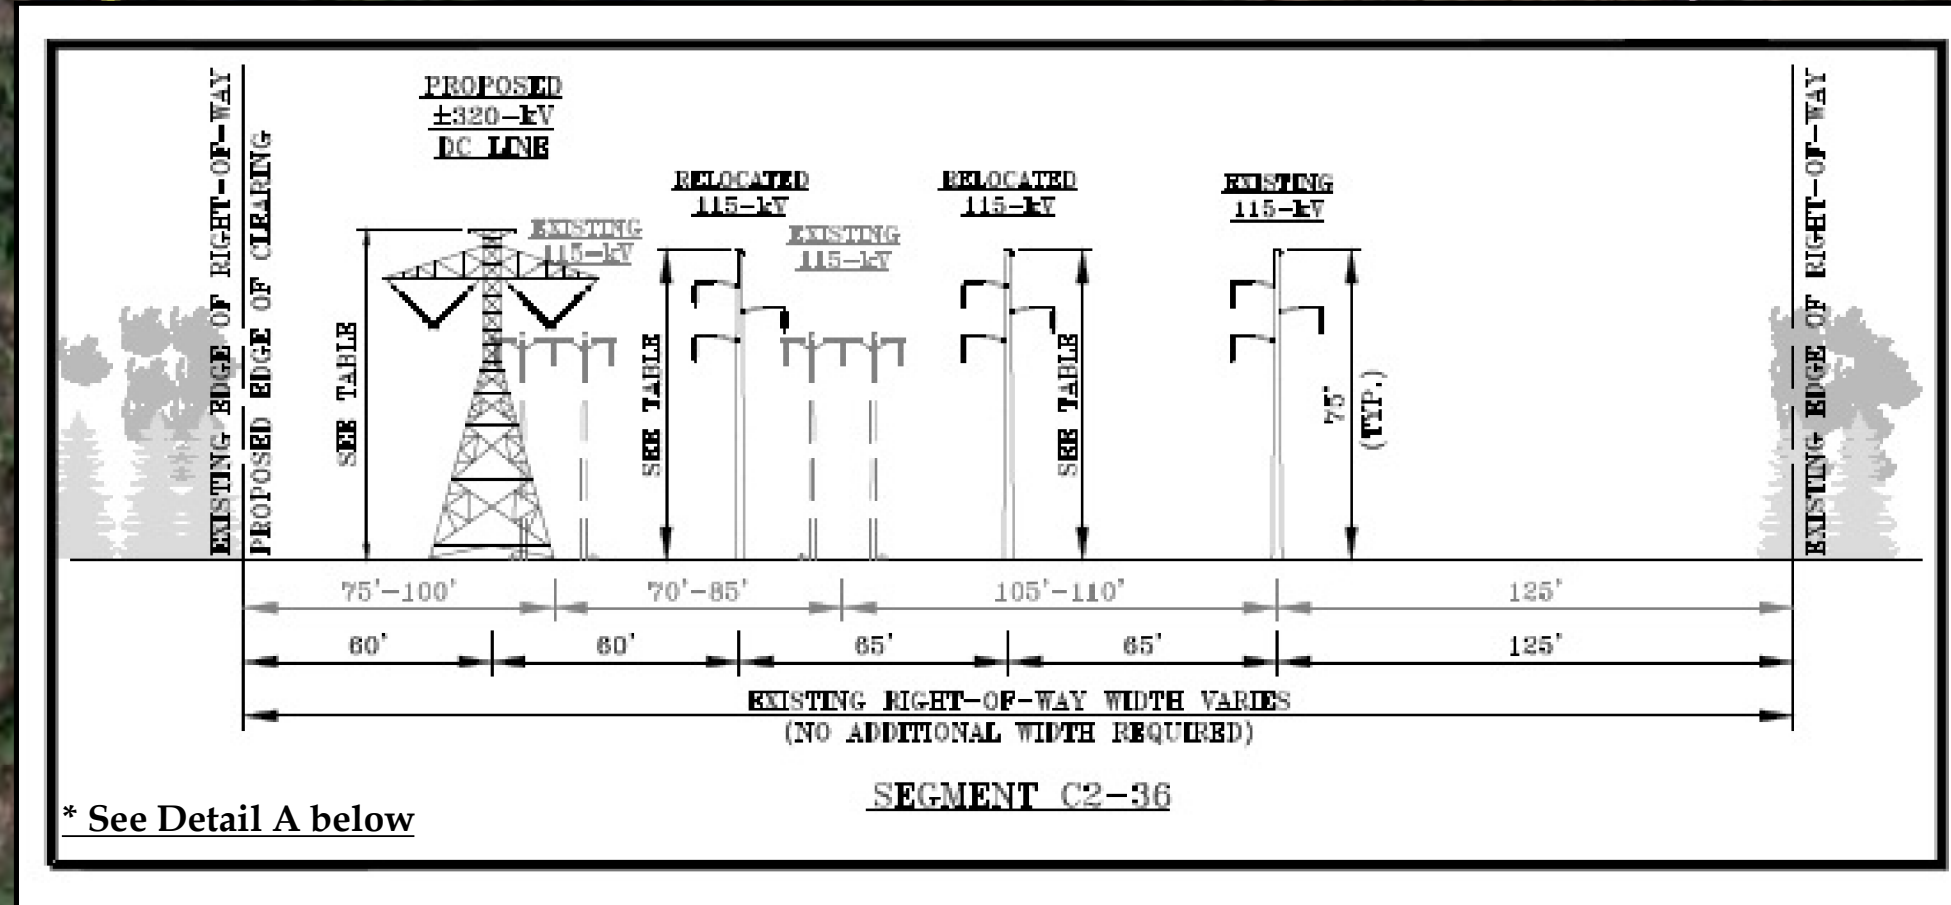 PROPOSED
±320-kV
DC LINE
RELOCATED
115-kV
RELOCATED
115-kV
EXISTING
115-kV
EXISTING
115-kV
EXISTING
115-kV
EXISTING EDGE OF RIGHT-OF-WAY
PROPOSED EDGE OF CLEARING
SEE TABLE
SEE TABLE
SEE TABLE
75'
(TYP.)
EXISTING EDGE OF RIGHT-OF-WAY
75'-100' 70'-85' 105'-110' 125'
60' 60' 65' 65' 125'
EXISTING RIGHT-OF-WAY WIDTH VARIES
(NO ADDITIONAL WIDTH REQUIRED)
SEGMENT C2-36
* See Detail A below